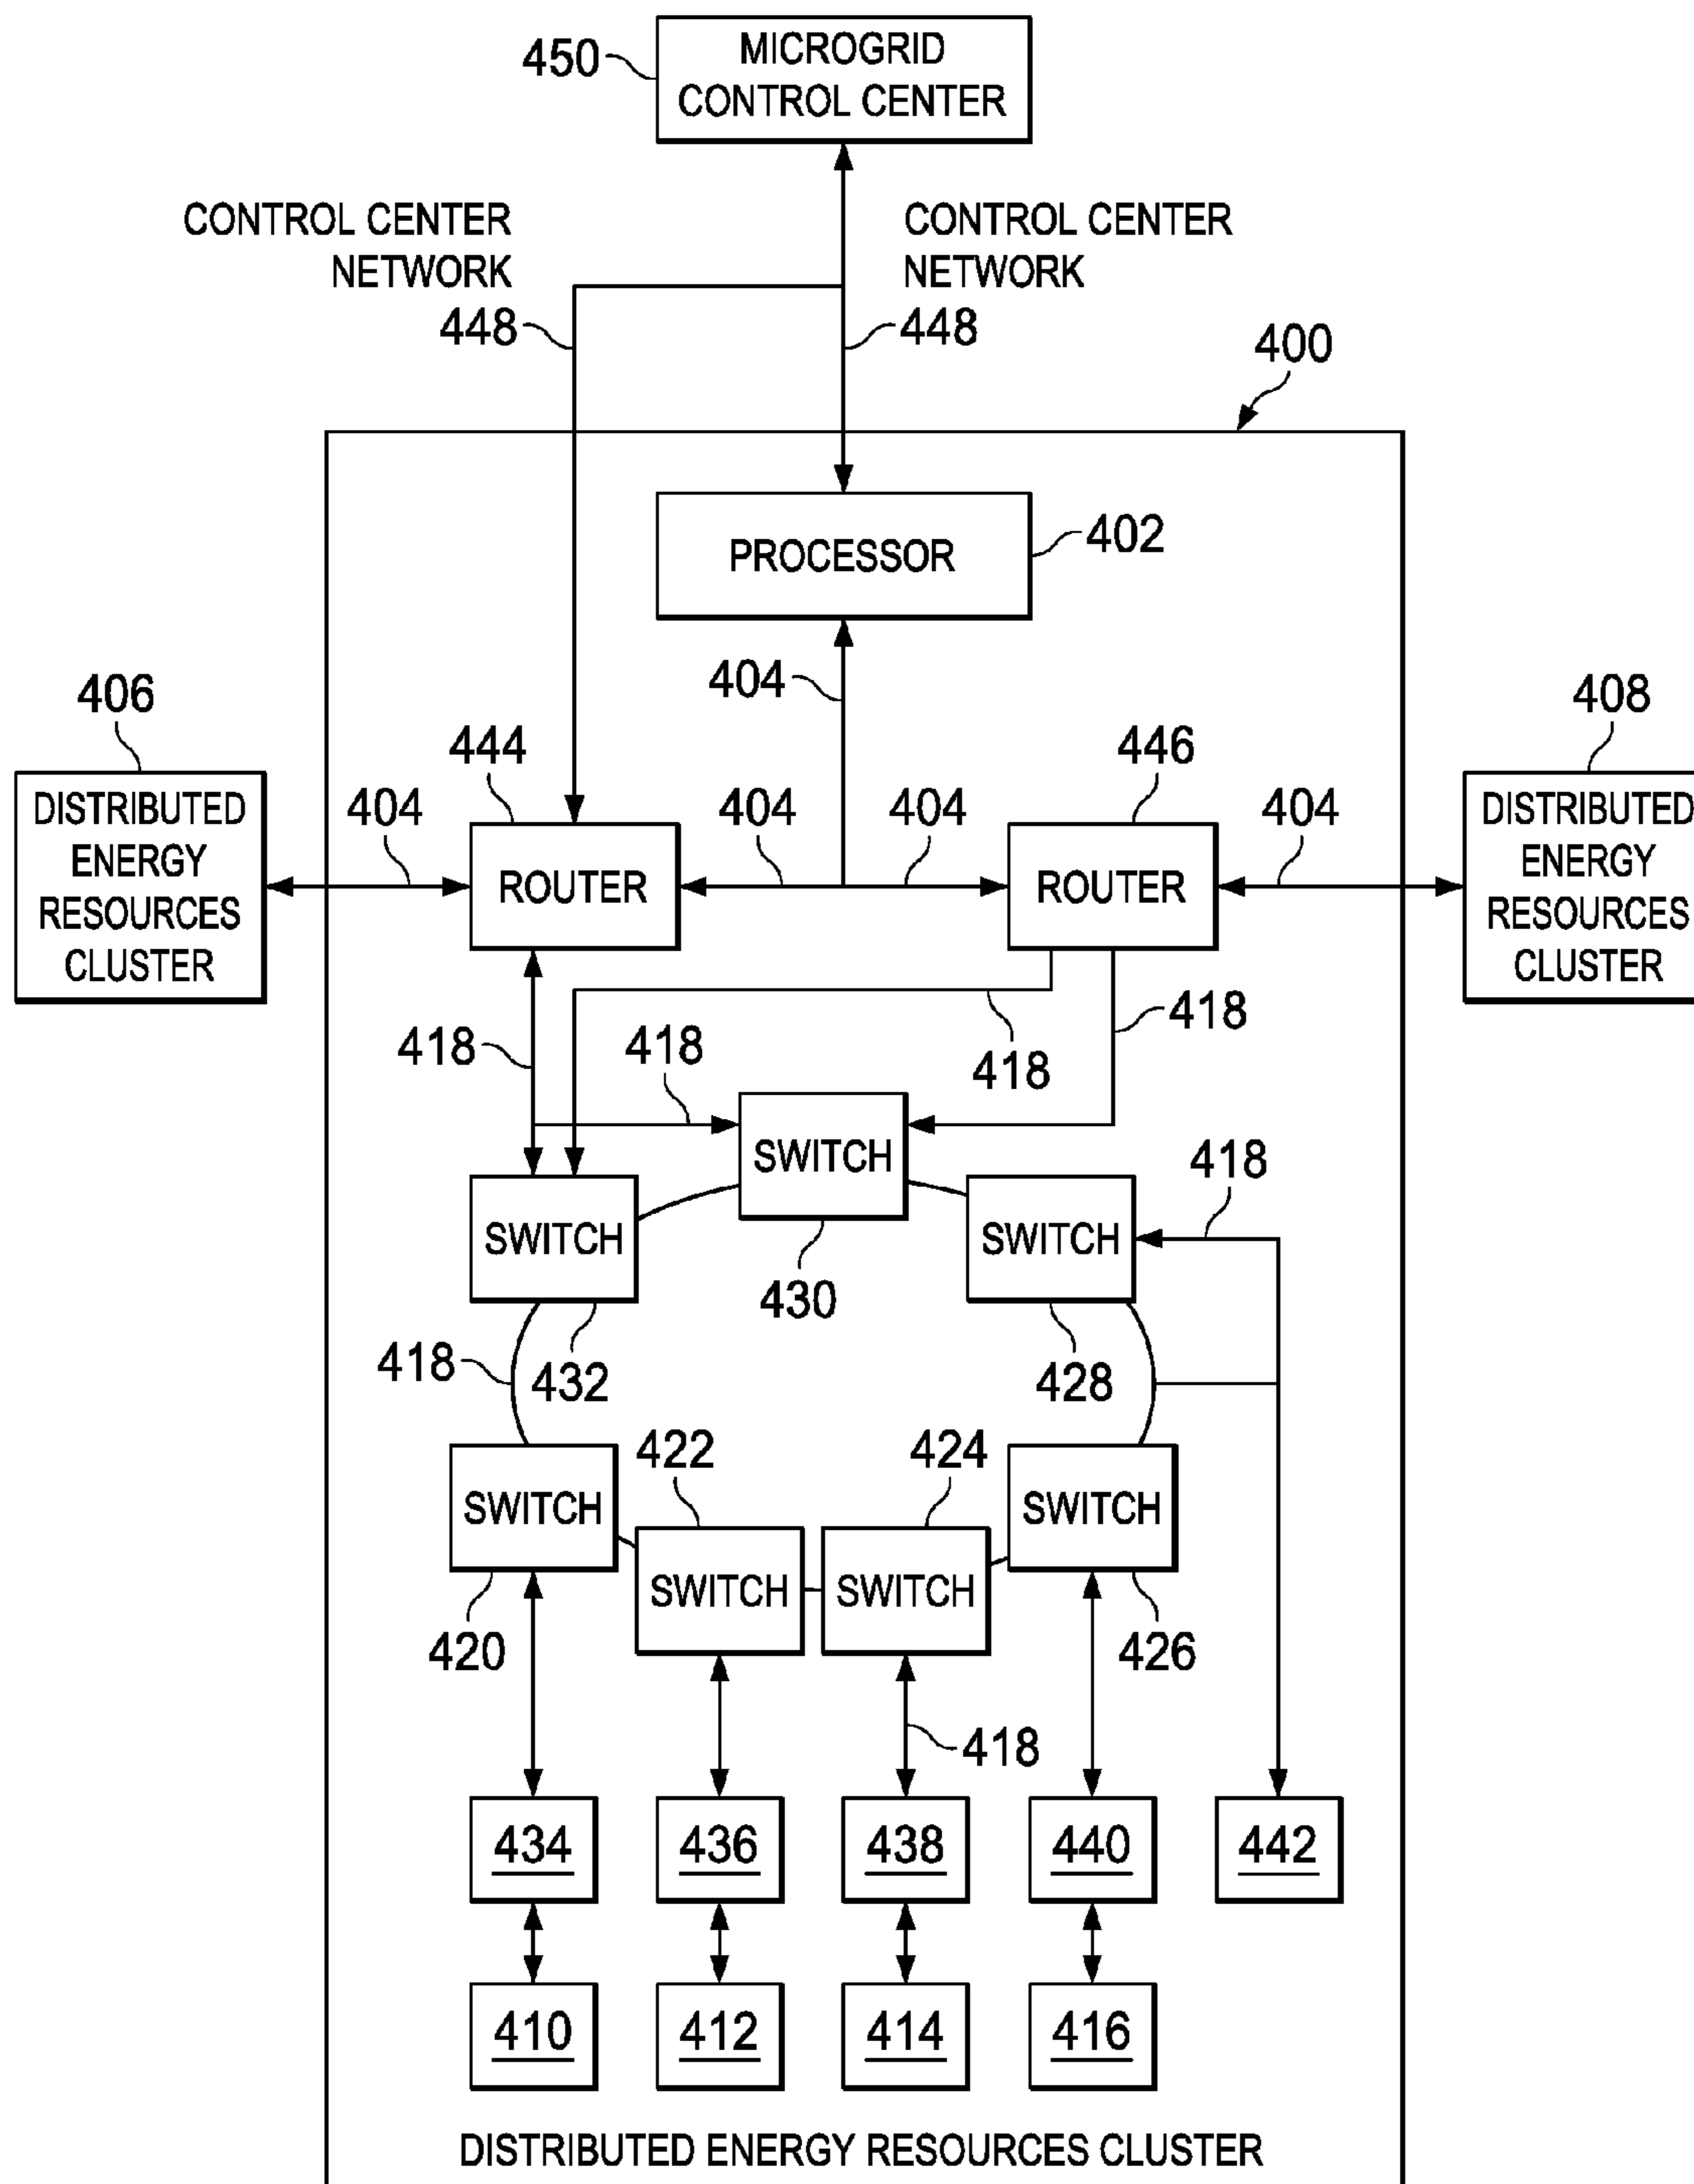 450
MICROGRID
CONTROL CENTER
CONTROL CENTER
NETWORK
448
CONTROL CENTER
NETWORK
448
400
PROCESSOR
402
404
406
444
446
408
DISTRIBUTED
ENERGY
RESOURCES
CLUSTER
404
ROUTER
404
404
ROUTER
404
DISTRIBUTED
ENERGY
RESOURCES
CLUSTER
418
418
418
418
SWITCH
430
SWITCH
432
SWITCH
428
418
418
422
424
SWITCH
420
SWITCH
SWITCH
SWITCH
426
418
434
436
438
440
442
410
412
414
416
DISTRIBUTED ENERGY RESOURCES CLUSTER